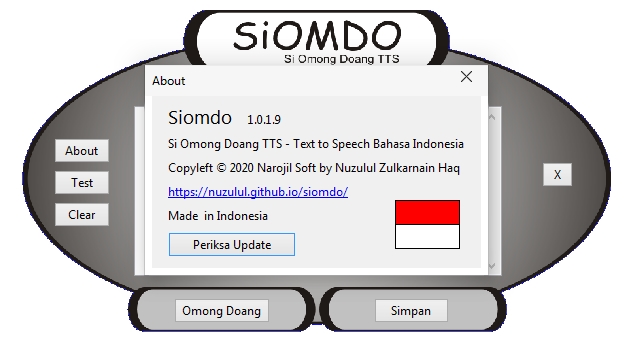 SiOMDO
Si Omong Doang TTS
About
Siomdo 1.0.1.9
Si Omong Doang TTS - Text to Speech Bahasa Indonesia
Copyleft © 2020 Narojil Soft by Nuzulul Zulkarnain Haq
https://nuzulul.github.io/siomdo/
Made in Indonesia
Periksa Update
About
Test
Clear
X
Omong Doang
Simpan